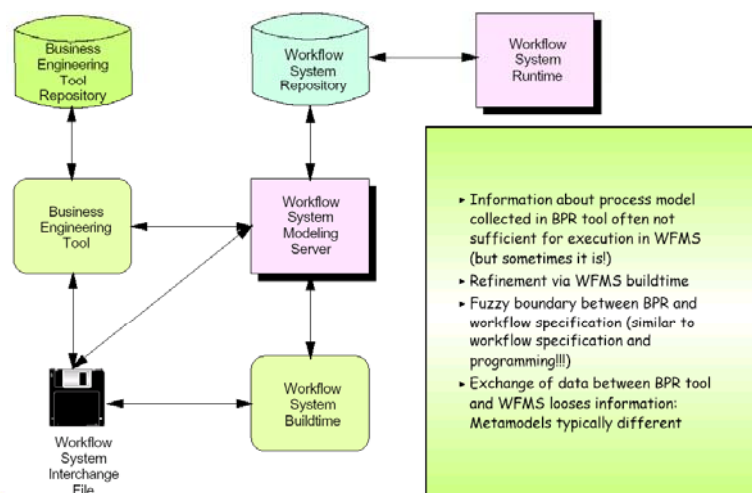 Business
Engineering
Tool
Repository
Workflow
System
Repository
Workflow
System
Runtime
Business
Engineering
Tool
Workflow
System
Modeling
Server
Workflow
System
Interchange
File
Workflow
System
Buildtime
▸ Information about process model
collected in BPR tool often not
sufficient for execution in WFMS
(but sometimes it is!)
▸ Refinement via WFMS buildtime
▸ Fuzzy boundary between BPR and
workflow specification (similar to
workflow specification and
programming!!!)
▸ Exchange of data between BPR tool
and WFMS looses information:
Metamodels typically different